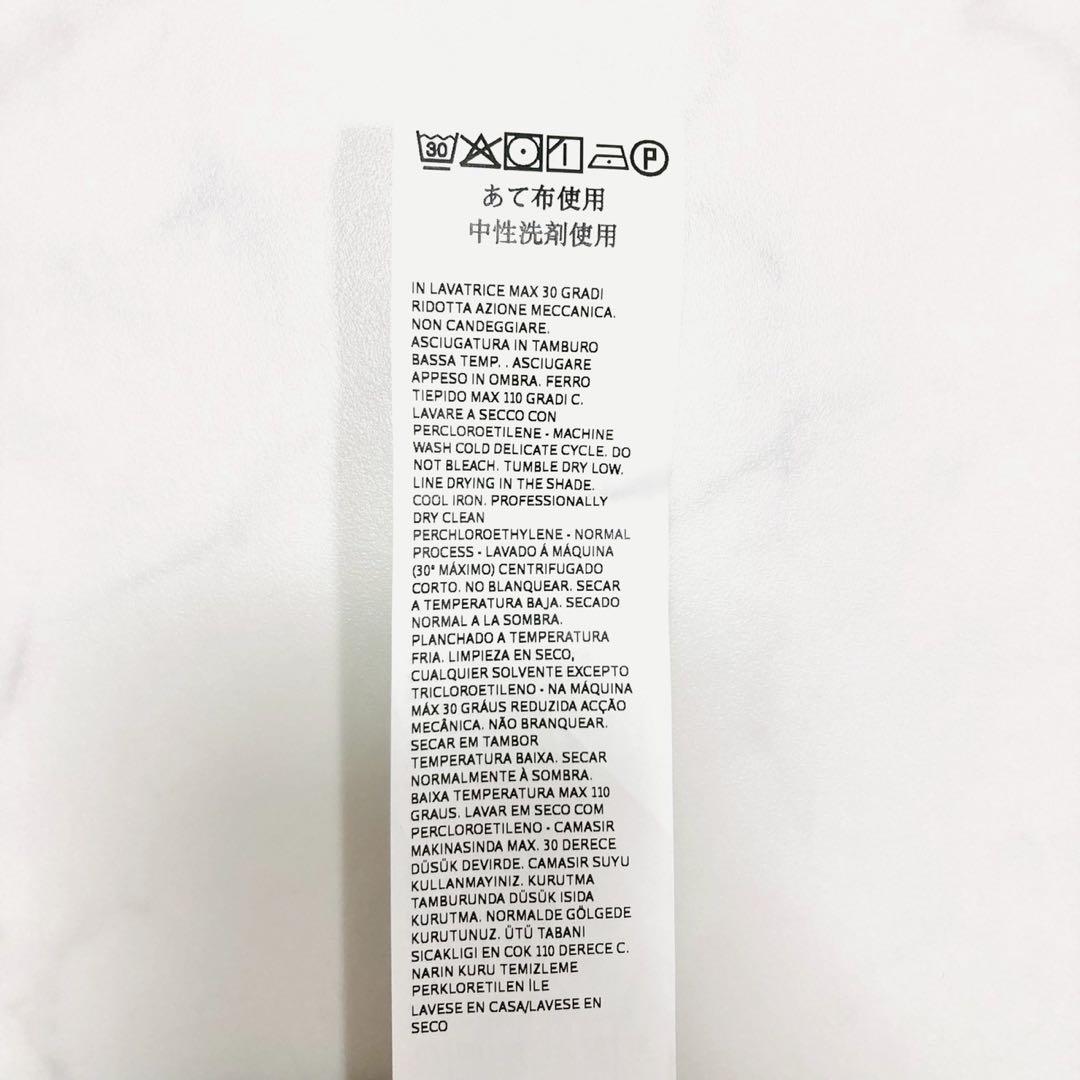 30 P
あて布使用
中性洗剤使用
IN LAVATRICE MAX 30 GRADI
RIDOTTA AZIONE MECCANICA.
NON CANDEGGIARE.
ASCIUGATURA IN TAMBURO
BASSA TEMP. . ASCIUGARE
APPESO IN OMBRA. FERRO
TIEPIDO MAX 110 GRADI C.
LAVARE A SECCO CON
PERCLOROETILENE - MACHINE
WASH COLD DELICATE CYCLE. DO
NOT BLEACH. TUMBLE DRY LOW.
LINE DRYING IN THE SHADE.
COOL IRON. PROFESSIONALLY
DRY CLEAN
PERCHLOROETHYLENE - NORMAL
PROCESS - LAVADO Á MÁQUINA
(30° MÁXIMO) CENTRIFUGADO
CORTO. NO BLANQUEAR. SECAR
A TEMPERATURA BAJA. SECADO
NORMAL A LA SOMBRA.
PLANCHADO A TEMPERATURA
FRIA. LIMPIEZA EN SECO,
CUALQUIER SOLVENTE EXCEPTO
TRICLOROETILENO - NA MÁQUINA
MÁX 30 GRÁUS REDUZIDA ACÇÃO
MECÂNICA. NÃO BRANQUEAR.
SECAR EM TAMBOR
TEMPERATURA BAIXA. SECAR
NORMALMENTE À SOMBRA.
BAIXA TEMPERATURA MAX 110
GRAUS. LAVAR EM SECO COM
PERCLOROETILENO - CAMASIR
MAKINASINDA MAX. 30 DERECE
DÜSÜK DEVIRDE. CAMASIR SUYU
KULLANMAYINIZ. KURUTMA
TAMBURUNDA DÜSÜK ISIDA
KURUTMA. NORMALDE GÖLGEDE
KURUTUNUZ. ÜTÜ TABANI
SICAKLIGI EN COK 110 DERECE C.
NARIN KURU TEMIZLEME
PERKLORETILEN İLE
LAVESE EN CASA/LAVESE EN
SECO